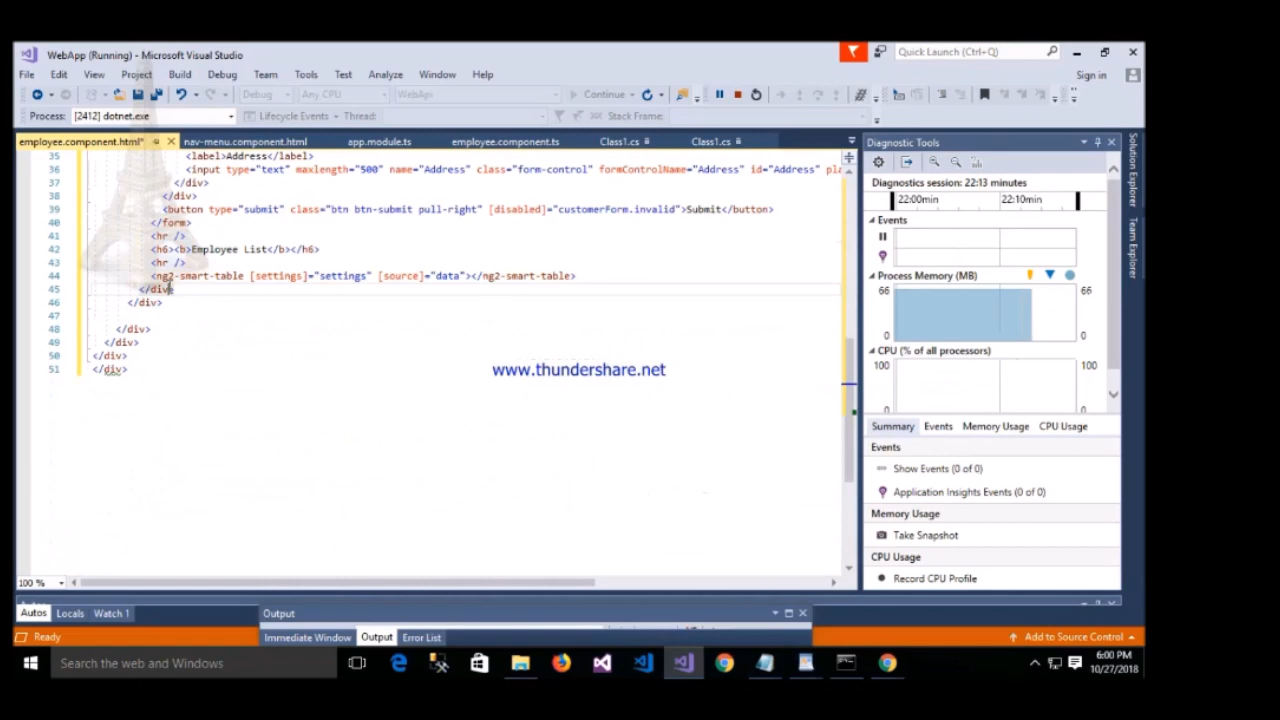 WebApp (Running) - Microsoft Visual Studio
Quick Launch (Ctrl+Q)
File Edit View Project Build Debug Team Tools Test Analyze Window Help
Sign in
Debug Any CPU WebApi Continue
Process: [2412] dotnet.exe Lifecycle Events Thread: Stack Frame:
employee.component.html* nav-menu.component.html app.module.ts employee.component.ts Class1.cs Class1.cs
35 <label>Address</label>
36 <input type="text" maxlength="500" name="Address" class="form-control" formControlName="Address" id="Address" pla
37 </div>
38 </div>
39 <button type="submit" class="btn btn-submit pull-right" [disabled]="customerForm.invalid">Submit</button>
40 </form>
41 <hr />
42 <h6><b>Employee List</b></h6>
43 <hr />
44 <ng2-smart-table [settings]="settings" [source]="data"></ng2-smart-table>
45 </div>
46 </div>
47
48 </div>
49 </div>
50 </div>
51 </div>
www.thundershare.net
100 %
Diagnostic Tools
Diagnostics session: 22:13 minutes
22:00min 22:10min
Events
Process Memory (MB)
66 66
0 0
CPU (% of all processors)
100 100
0 0
Summary Events Memory Usage CPU Usage
Events
Show Events (0 of 0)
Application Insights Events (0 of 0)
Memory Usage
Take Snapshot
CPU Usage
Record CPU Profile
Solution Explorer
Team Explorer
Autos Locals Watch 1
Output
Immediate Window Output Error List
Ready
Add to Source Control
Search the web and Windows
6:00 PM
10/27/2018